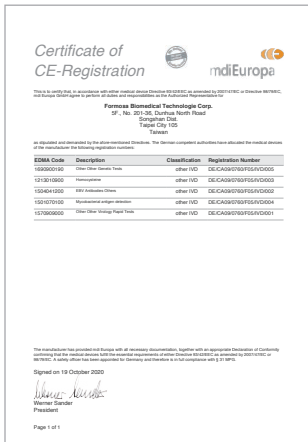 Certificate of
CE-Registration
mdiEuropa
This is to certify that, in accordance with either medical device Directive 93/42/EEC as amended by 2007/47/EC or Directive 98/79/EC,
mdi Europa GmbH agree to perform all duties and responsibilities as the Authorized Representative for
Formosa Biomedical Technologie Corp.
5F., No. 201-36, Dunhua North Road
Songshan Dist.
Taipei City 105
Taiwan
as stipulated and demanded by the afore-mentioned Directives. The German competent authorities have allocated the medical devices
of the manufacturer the following registration numbers:
EDMA Code Description Classification Registration Number
1690900190 Other Other Genetic Tests other IVD DE/CA09/0760/F05/IVD/005
1213010900 Homocysteine other IVD DE/CA09/0760/F05/IVD/003
1504041200 EBV Antibodies Others other IVD DE/CA09/0760/F05/IVD/002
1501070100 Mycobacterial antigen detection other IVD DE/CA09/0760/F05/IVD/004
1570909000 Other Other Virology Rapid Tests other IVD DE/CA09/0760/F05/IVD/001
The manufacturer has provided mdi Europa with all necessary documentation, together with an appropriate Declaration of Conformity
confirming that the medical devices fulfil the essential requirements of either Directive 93/42/EEC as amended by 2007/47/EC or
98/79/EC. A safety officer has been appointed for Germany and therefore is in full compliance with § 31 MPG.
Signed on 19 October 2020
Werner Sander
President
Page 1 of 1